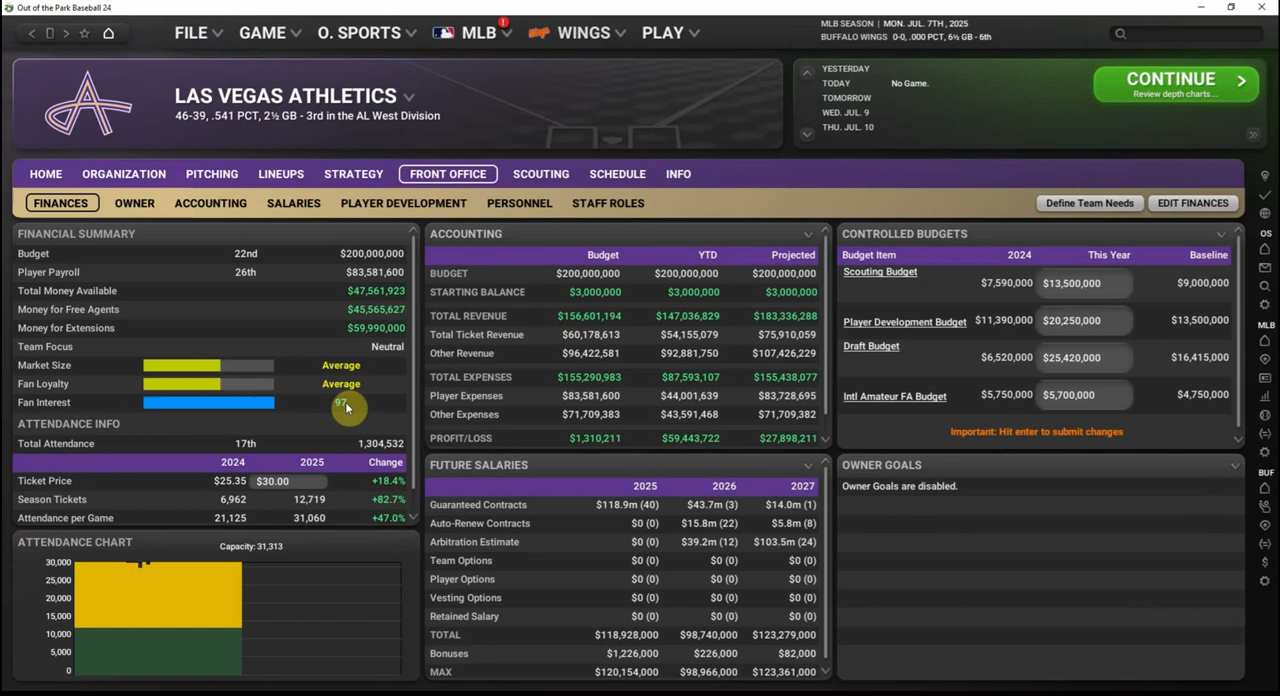 Out of the Park Baseball 24
FILE GAME O. SPORTS MLB WINGS PLAY
MLB SEASON | MON. JUL. 7TH, 2025
BUFFALO WINGS 0-0, .000 PCT, 6½ GB - 6th
LAS VEGAS ATHLETICS
46-39, .541 PCT, 2½ GB - 3rd in the AL West Division
YESTERDAY
TODAY No Game.
TOMORROW
WED. JUL. 9
THU. JUL. 10
CONTINUE
Review depth charts...
HOME ORGANIZATION PITCHING LINEUPS STRATEGY FRONT OFFICE SCOUTING SCHEDULE INFO
FINANCES OWNER ACCOUNTING SALARIES PLAYER DEVELOPMENT PERSONNEL STAFF ROLES Define Team Needs EDIT FINANCES
FINANCIAL SUMMARY
Budget 22nd $200,000,000
Player Payroll 26th $83,581,600
Total Money Available $47,561,923
Money for Free Agents $45,565,627
Money for Extensions $59,990,000
Team Focus Neutral
Market Size Average
Fan Loyalty Average
Fan Interest 97
ATTENDANCE INFO
Total Attendance 17th 1,304,532
2024 2025 Change
Ticket Price $25.35 $30.00 +18.4%
Season Tickets 6,962 12,719 +82.7%
Attendance per Game 21,125 31,060 +47.0%
ATTENDANCE CHART
Capacity: 31,313
30,000
25,000
20,000
15,000
10,000
5,000
0
ACCOUNTING
Budget YTD Projected
BUDGET $200,000,000 $200,000,000 $200,000,000
STARTING BALANCE $3,000,000 $3,000,000 $3,000,000
TOTAL REVENUE $156,601,194 $147,036,829 $183,336,288
Total Ticket Revenue $60,178,613 $54,155,079 $75,910,059
Other Revenue $96,422,581 $92,881,750 $107,426,229
TOTAL EXPENSES $155,290,983 $87,593,107 $155,438,077
Player Expenses $83,581,600 $44,001,639 $83,728,695
Other Expenses $71,709,383 $43,591,468 $71,709,382
PROFIT/LOSS $1,310,211 $59,443,722 $27,898,211
FUTURE SALARIES
2025 2026 2027
Guaranteed Contracts $118.9m (40) $43.7m (3) $14.0m (1)
Auto-Renew Contracts $0 (0) $15.8m (22) $5.8m (8)
Arbitration Estimate $0 (0) $39.2m (12) $103.5m (24)
Team Options $0 (0) $0 (0) $0 (0)
Player Options $0 (0) $0 (0) $0 (0)
Vesting Options $0 (0) $0 (0) $0 (0)
Retained Salary $0 (0) $0 (0) $0 (0)
TOTAL $118,928,000 $98,740,000 $123,279,000
Bonuses $1,226,000 $226,000 $82,000
MAX $120,154,000 $98,966,000 $123,361,000
CONTROLLED BUDGETS
Budget Item 2024 This Year Baseline
Scouting Budget $7,590,000 $13,500,000 $9,000,000
Player Development Budget $11,390,000 $20,250,000 $13,500,000
Draft Budget $6,520,000 $25,420,000 $16,415,000
Intl Amateur FA Budget $5,750,000 $5,700,000 $4,750,000
Important: Hit enter to submit changes
OWNER GOALS
Owner Goals are disabled.
OS
MLB
BUF